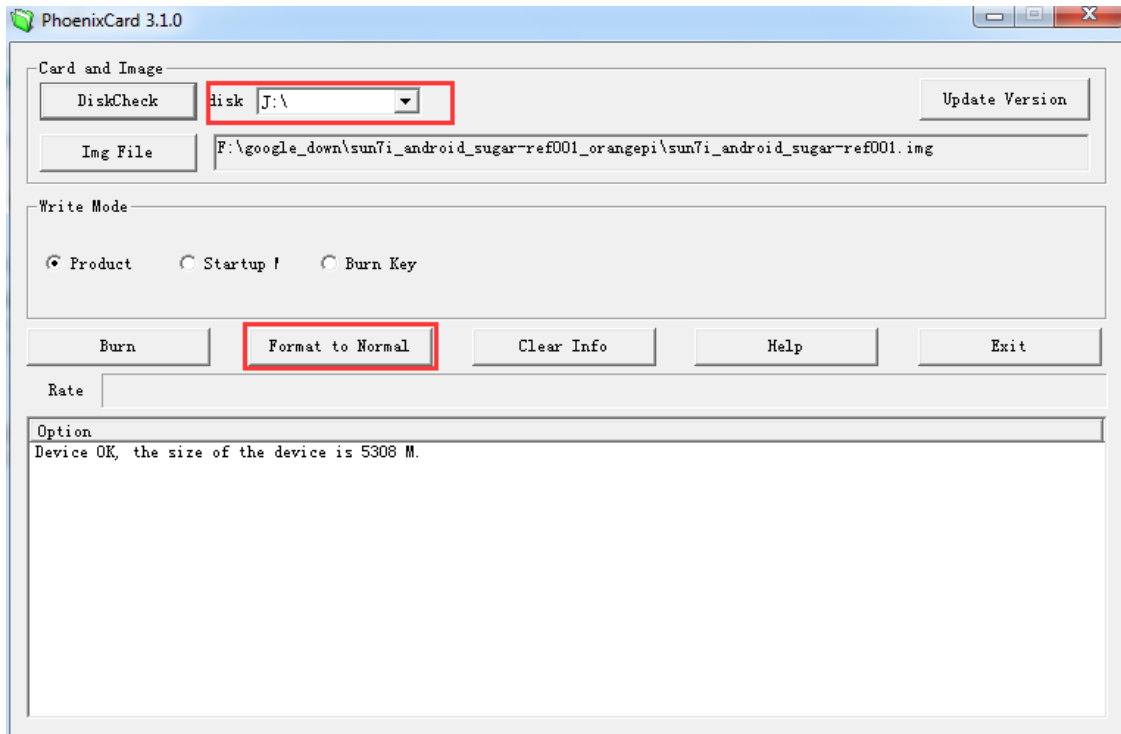 PhoenixCard 3.1.0
Card and Image
DiskCheck disk J:\ Update Version
Img File F:\google_down\sun7i_android_sugar-ref001_orangepi\sun7i_android_sugar-ref001.img
Write Mode
Product Startup Burn Key
Burn Format to Normal Clear Info Help Exit
Rate
Option
Device OK, the size of the device is 5308 M.